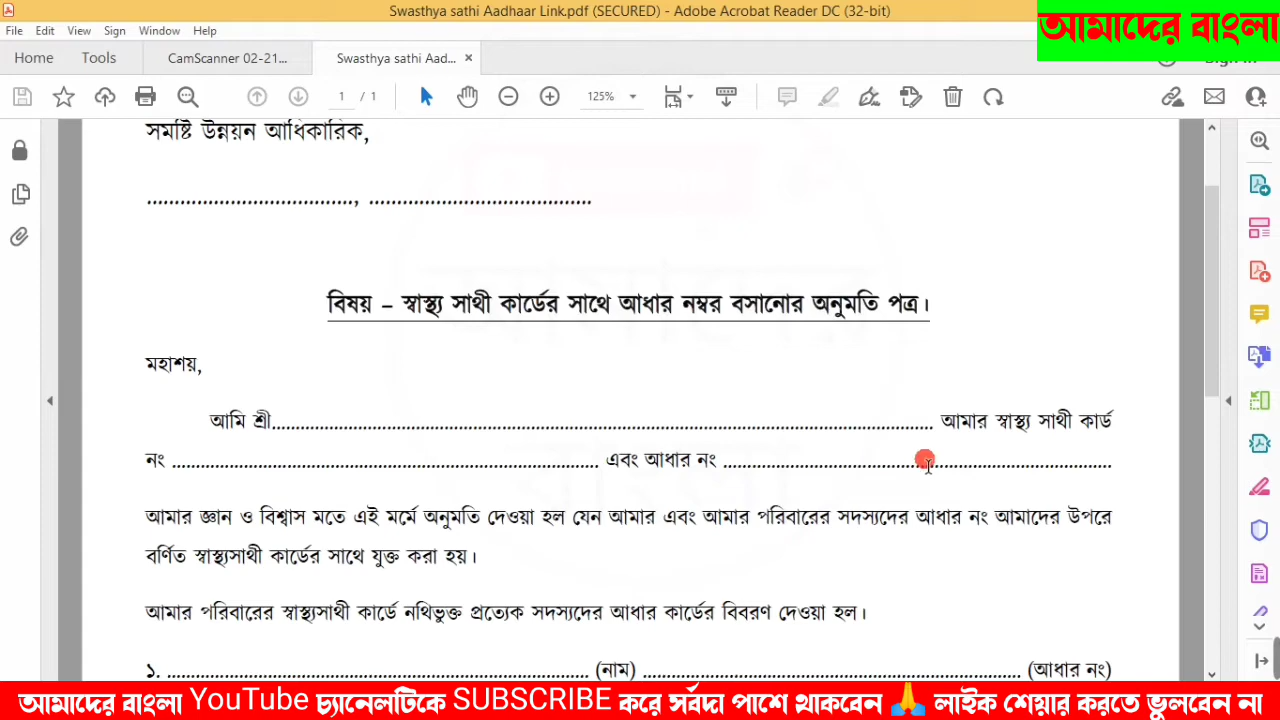 Swasthya sathi Aadhaar Link.pdf (SECURED) - Adobe Acrobat Reader DC (32-bit)
আমাদের বাংলা
File Edit View Sign Window Help
Home Tools CamScanner 02-21... Swasthya sathi Aad... ×
1 / 1 125%
সমষ্টি উন্নয়ন আধিকারিক,
....................................., ........................................
বিষয় – স্বাস্থ্য সাথী কার্ডের সাথে আধার নম্বর বসানোর অনুমতি পত্র।
মহাশয়,
আমি শ্রী........................................................................ আমার স্বাস্থ্য সাথী কার্ড
নং ................................................................ এবং আধার নং ................................................................
আমার জ্ঞান ও বিশ্বাস মতে এই মর্মে অনুমতি দেওয়া হল যেন আমার এবং আমার পরিবারের সদস্যদের আধার নং আমাদের উপরে
বর্ণিত স্বাস্থ্যসাথী কার্ডের সাথে যুক্ত করা হয়।
আমার পরিবারের স্বাস্থ্যসাথী কার্ডে নথিভুক্ত প্রত্যেক সদস্যদের আধার কার্ডের বিবরণ দেওয়া হল।
১. ................................................................ (নাম) ................................................................ (আধার নং)
আমাদের বাংলা YouTube চ্যানেলটিকে SUBSCRIBE করে সর্বদা পাশে থাকবেন 🙏 লাইক শেয়ার করতে ভুলবেন না